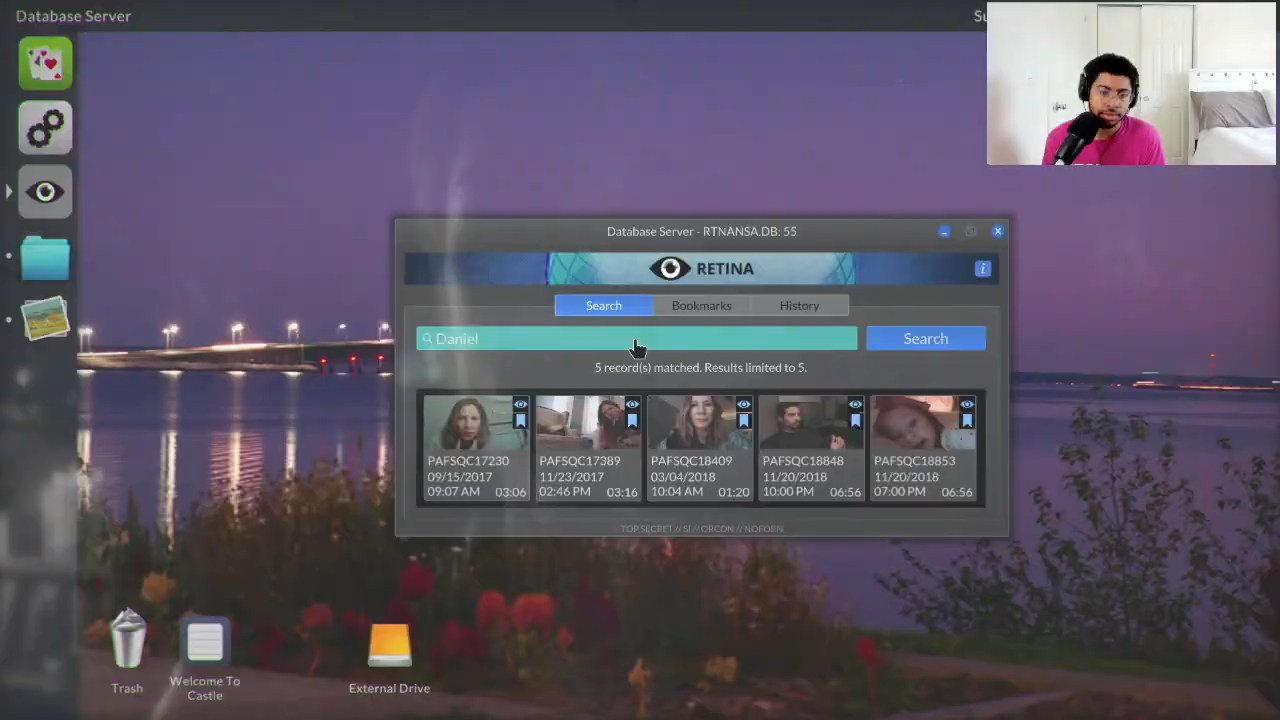 Database Server
Su
Database Server - RTNANSA.DB: 55
RETINA
i
Search
Bookmarks
History
Daniel
Search
5 record(s) matched. Results limited to 5.
PAFSQC17230
09/15/2017
09:07 AM 03:06
PAFSQC17389
11/23/2017
02:46 PM 03:16
PAFSQC18409
03/04/2018
10:04 AM 01:20
PAFSQC18848
11/20/2018
10:00 PM 06:56
PAFSQC18853
11/20/2018
07:00 PM 06:56
TOP SECRET // SI // ORCON // NOFORN
Trash
Welcome To
Castle
External Drive